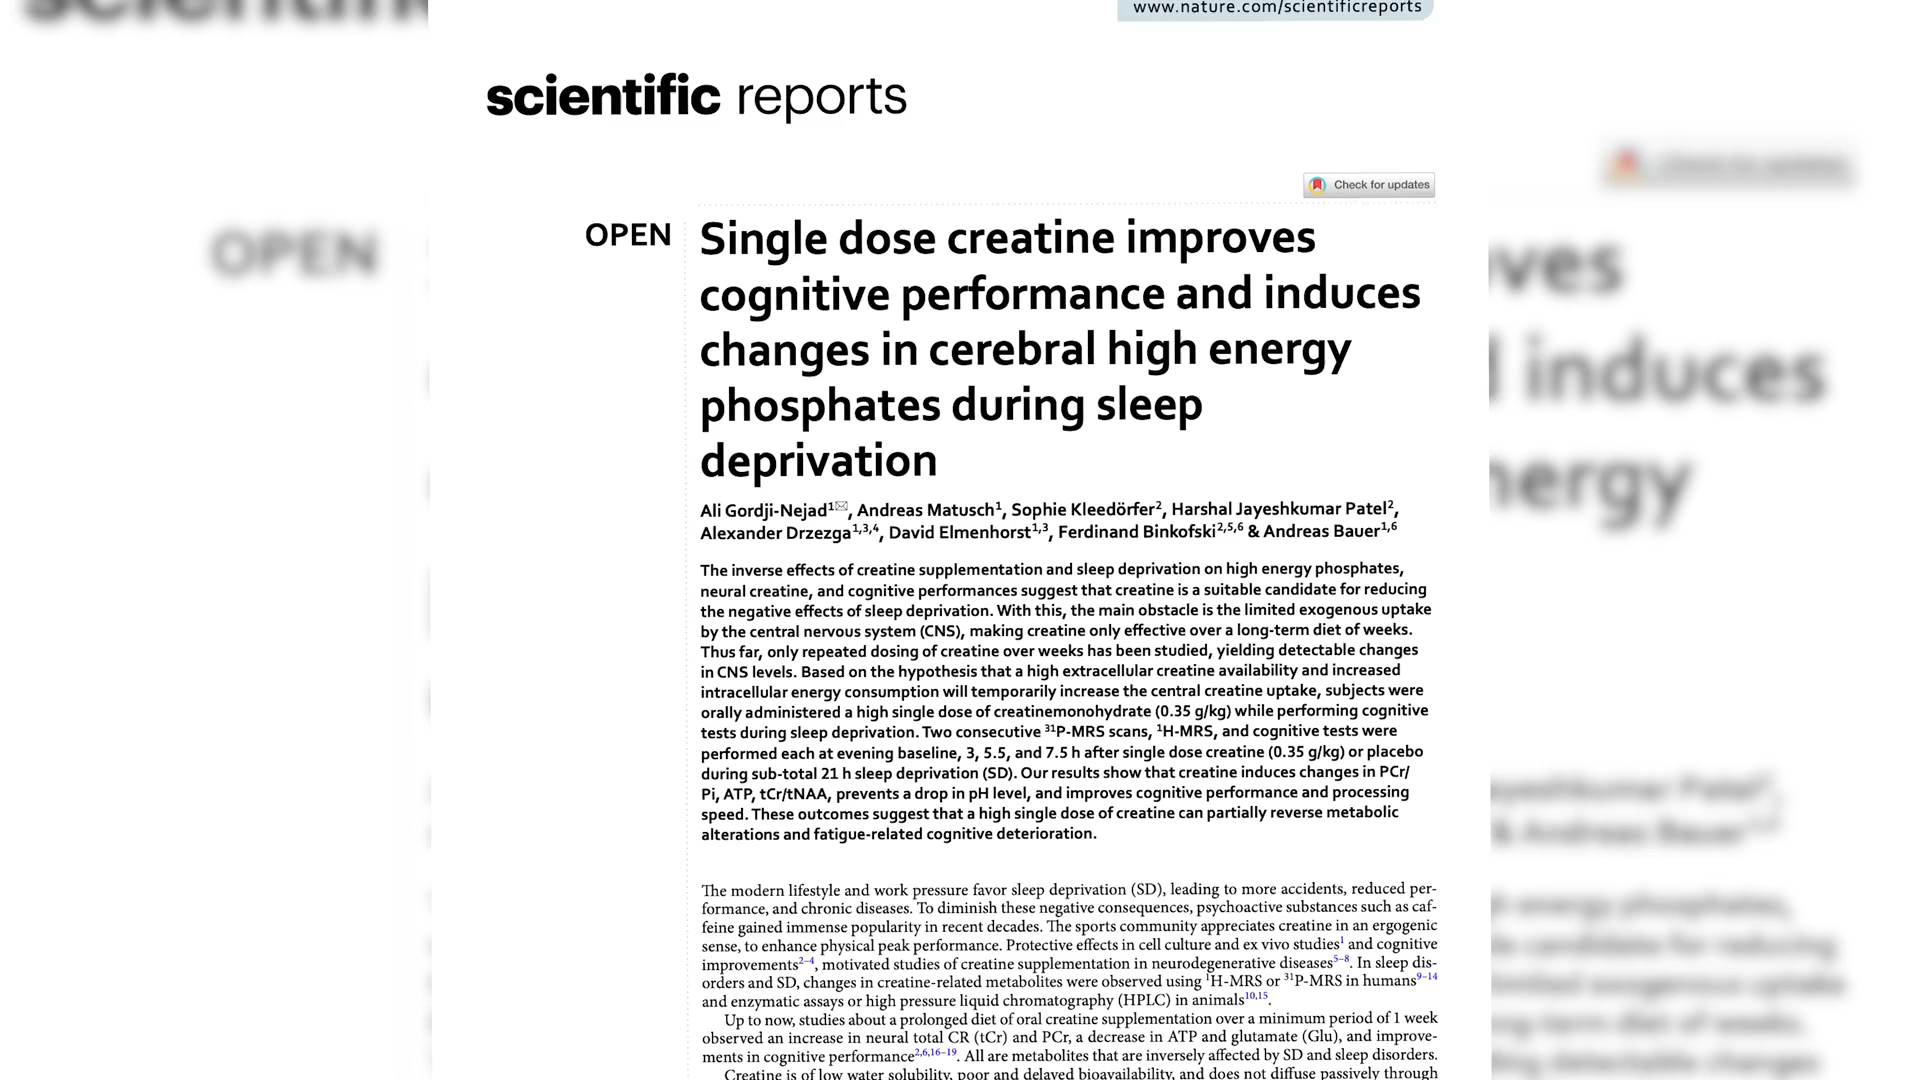 www.nature.com/scientificreports
scientific reports
Check for updates
OPEN
Single dose creatine improves
cognitive performance and induces
changes in cerebral high energy
phosphates during sleep
deprivation
Ali Gordji-Nejad1✉, Andreas Matusch1, Sophie Kleedörfer2, Harshal Jayeshkumar Patel2,
Alexander Drzezga1,3,4, David Elmenhorst1,3, Ferdinand Binkofski2,5,6 & Andreas Bauer1,6
The inverse effects of creatine supplementation and sleep deprivation on high energy phosphates,
neural creatine, and cognitive performances suggest that creatine is a suitable candidate for reducing
the negative effects of sleep deprivation. With this, the main obstacle is the limited exogenous uptake
by the central nervous system (CNS), making creatine only effective over a long-term diet of weeks.
Thus far, only repeated dosing of creatine over weeks has been studied, yielding detectable changes
in CNS levels. Based on the hypothesis that a high extracellular creatine availability and increased
intracellular energy consumption will temporarily increase the central creatine uptake, subjects were
orally administered a high single dose of creatinemonohydrate (0.35 g/kg) while performing cognitive
tests during sleep deprivation. Two consecutive 31P-MRS scans, 1H-MRS, and cognitive tests were
performed each at evening baseline, 3, 5.5, and 7.5 h after single dose creatine (0.35 g/kg) or placebo
during sub-total 21 h sleep deprivation (SD). Our results show that creatine induces changes in PCr/
Pi, ATP, tCr/tNAA, prevents a drop in pH level, and improves cognitive performance and processing
speed. These outcomes suggest that a high single dose of creatine can partially reverse metabolic
alterations and fatigue-related cognitive deterioration.
The modern lifestyle and work pressure favor sleep deprivation (SD), leading to more accidents, reduced per-
formance, and chronic diseases. To diminish these negative consequences, psychoactive substances such as caf-
feine gained immense popularity in recent decades. The sports community appreciates creatine in an ergogenic
sense, to enhance physical peak performance. Protective effects in cell culture and ex vivo studies1 and cognitive
improvements2–4, motivated studies of creatine supplementation in neurodegenerative diseases5–8. In sleep dis-
orders and SD, changes in creatine-related metabolites were observed using 1H-MRS or 31P-MRS in humans9–14
and enzymatic assays or high pressure liquid chromatography (HPLC) in animals10,15.
Up to now, studies about a prolonged diet of oral creatine supplementation over a minimum period of 1 week
observed an increase in neural total CR (tCr) and PCr, a decrease in ATP and glutamate (Glu), and improve-
ments in cognitive performance2,6,16–19. All are metabolites that are inversely affected by SD and sleep disorders.
Creatine is of low water solubility, poor and delayed bioavailability, and does not diffuse passively through